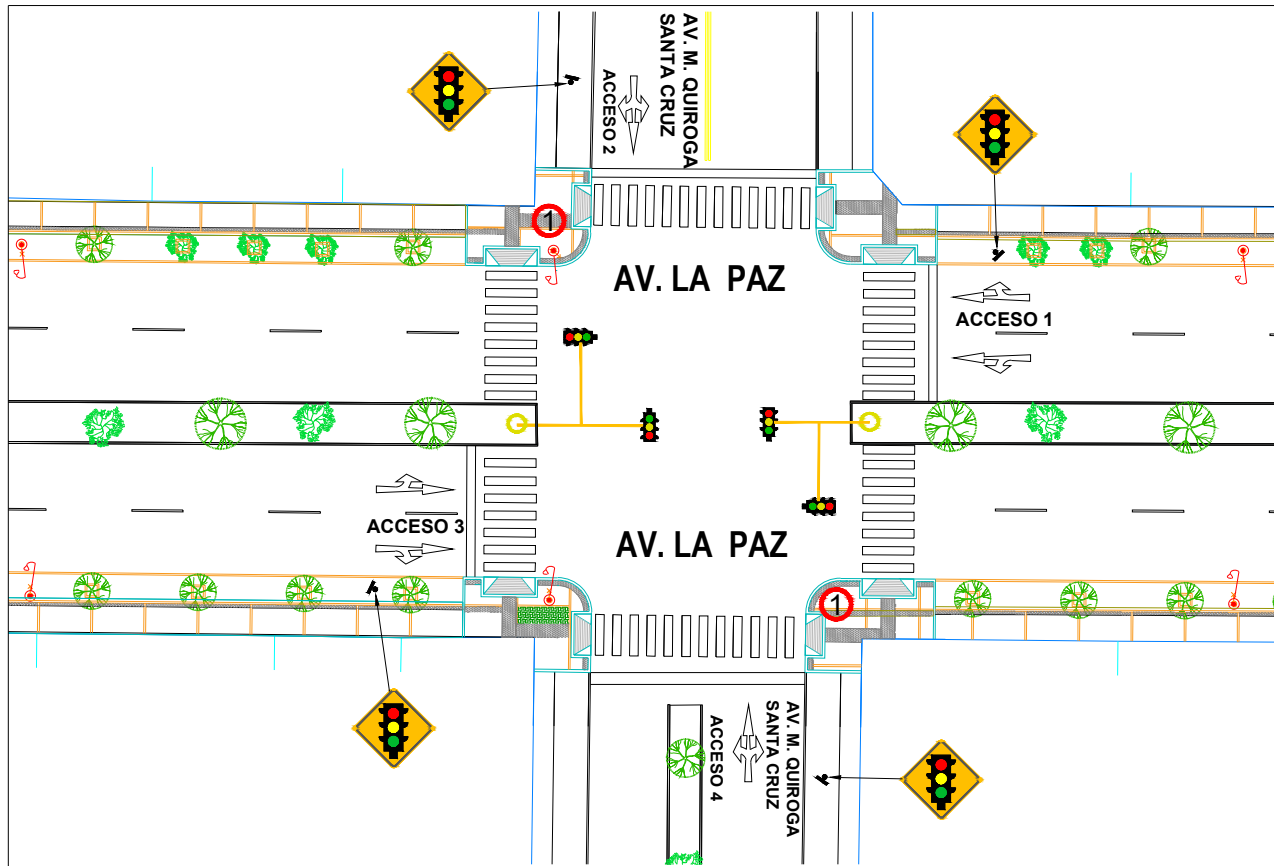 AV. M. QUIROGA
SANTA CRUZ
ACCESO 2
1
AV. LA PAZ
ACCESO 1
ACCESO 3
AV. LA PAZ
1
AV. M. QUIROGA
SANTA CRUZ
ACCESO 4